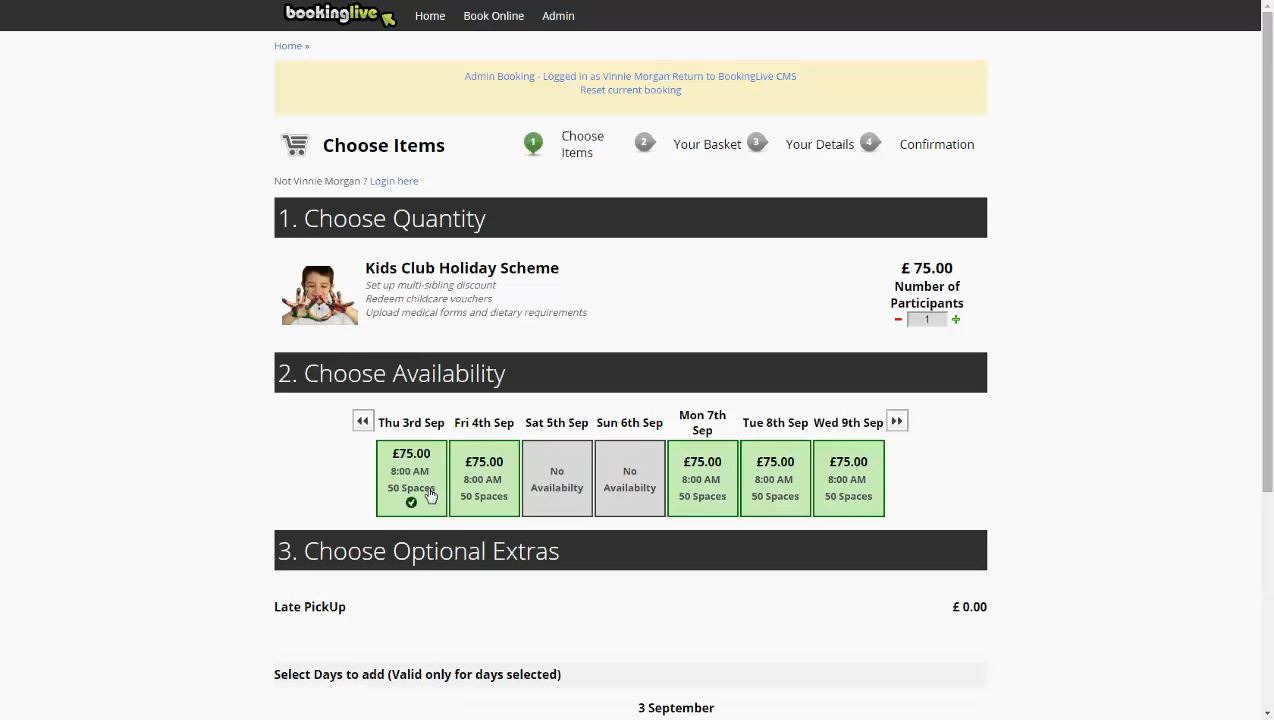 bookinglive Home Book Online Admin
Home »
Admin Booking - Logged in as Vinnie Morgan Return to BookingLive CMS
Reset current booking
Choose Items
1 Choose Items
2 Your Basket
3 Your Details
4 Confirmation
Not Vinnie Morgan ? Login here
1. Choose Quantity
Kids Club Holiday Scheme
Set up multi-sibling discount
Redeem childcare vouchers
Upload medical forms and dietary requirements
£ 75.00
Number of
Participants
1
2. Choose Availability
Thu 3rd Sep Fri 4th Sep Sat 5th Sep Sun 6th Sep Mon 7th Sep Tue 8th Sep Wed 9th Sep
£75.00
8:00 AM
50 Spaces
£75.00
8:00 AM
50 Spaces
No
Availabilty
No
Availabilty
£75.00
8:00 AM
50 Spaces
£75.00
8:00 AM
50 Spaces
£75.00
8:00 AM
50 Spaces
3. Choose Optional Extras
Late PickUp £ 0.00
Select Days to add (Valid only for days selected)
3 September